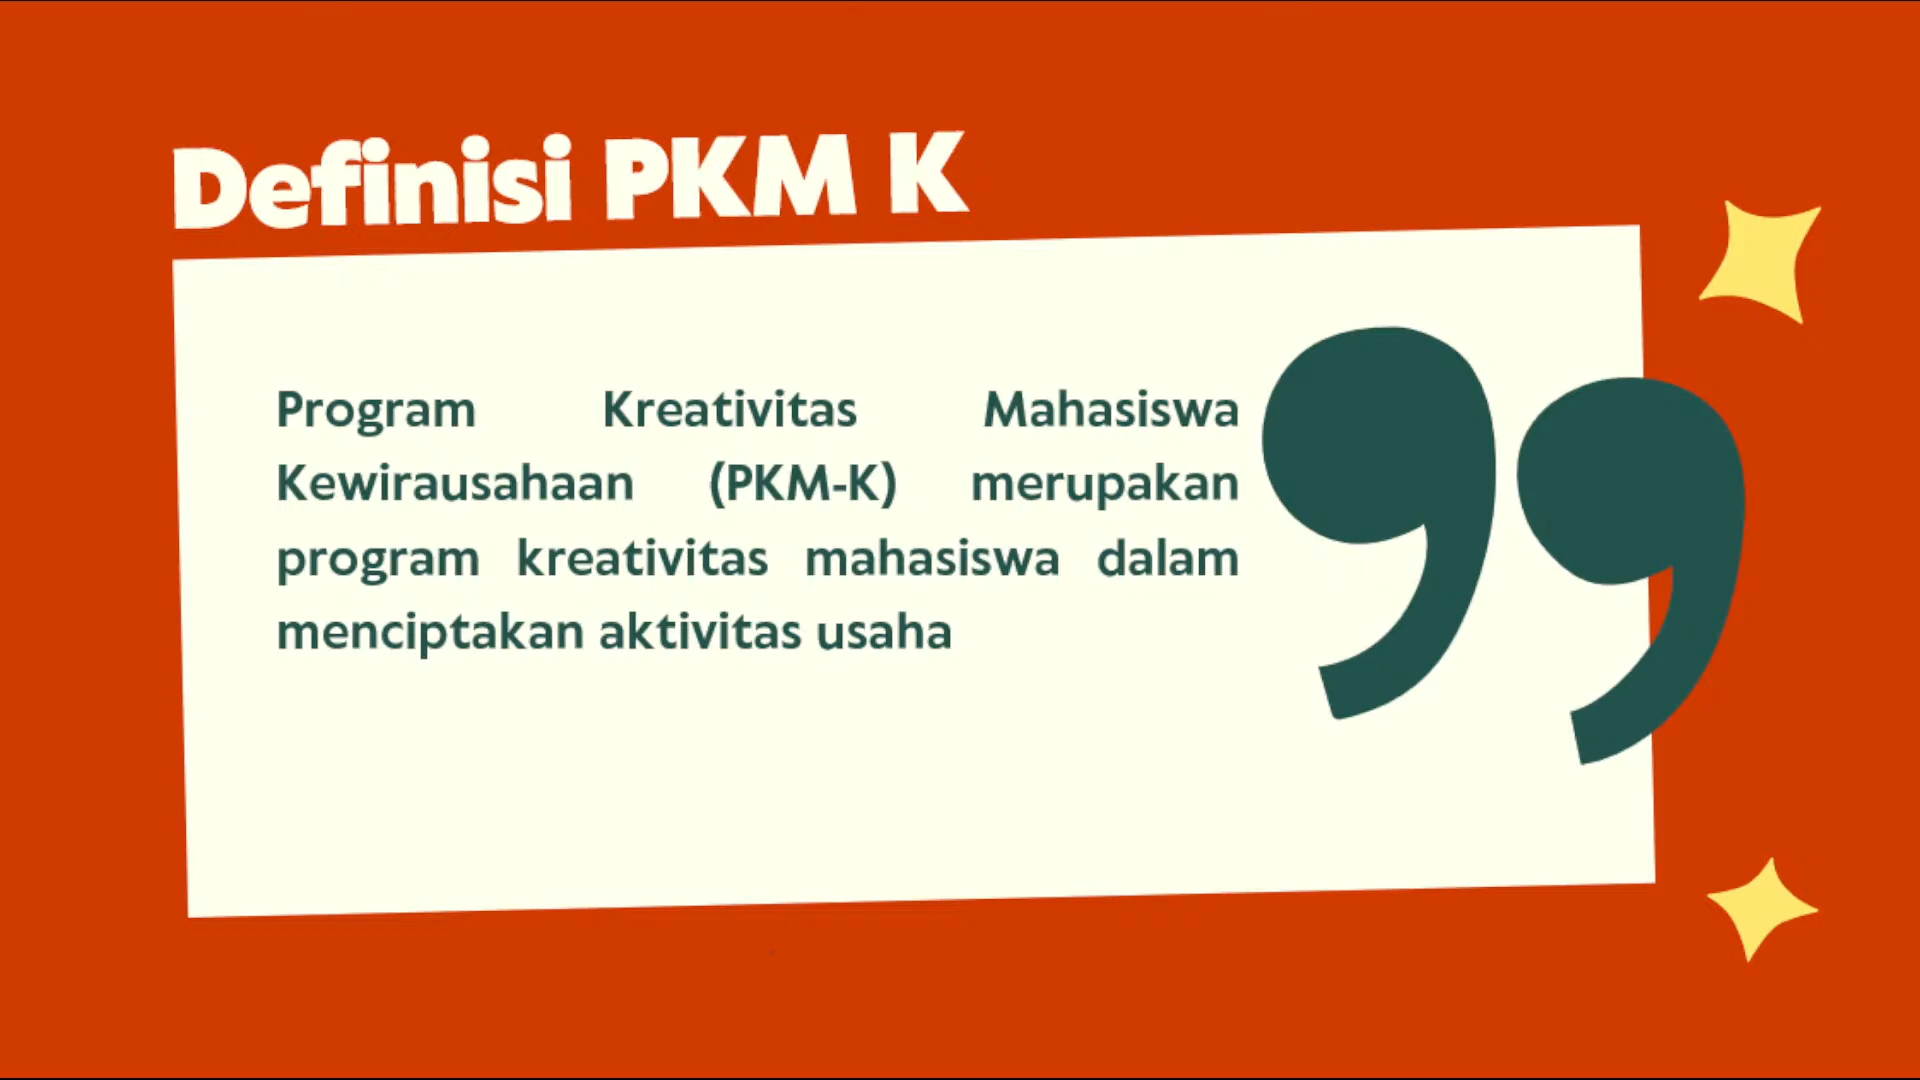 Definisi PKM K
Program Kreativitas Mahasiswa
Kewirausahaan (PKM-K) merupakan
program kreativitas mahasiswa dalam
menciptakan aktivitas usaha